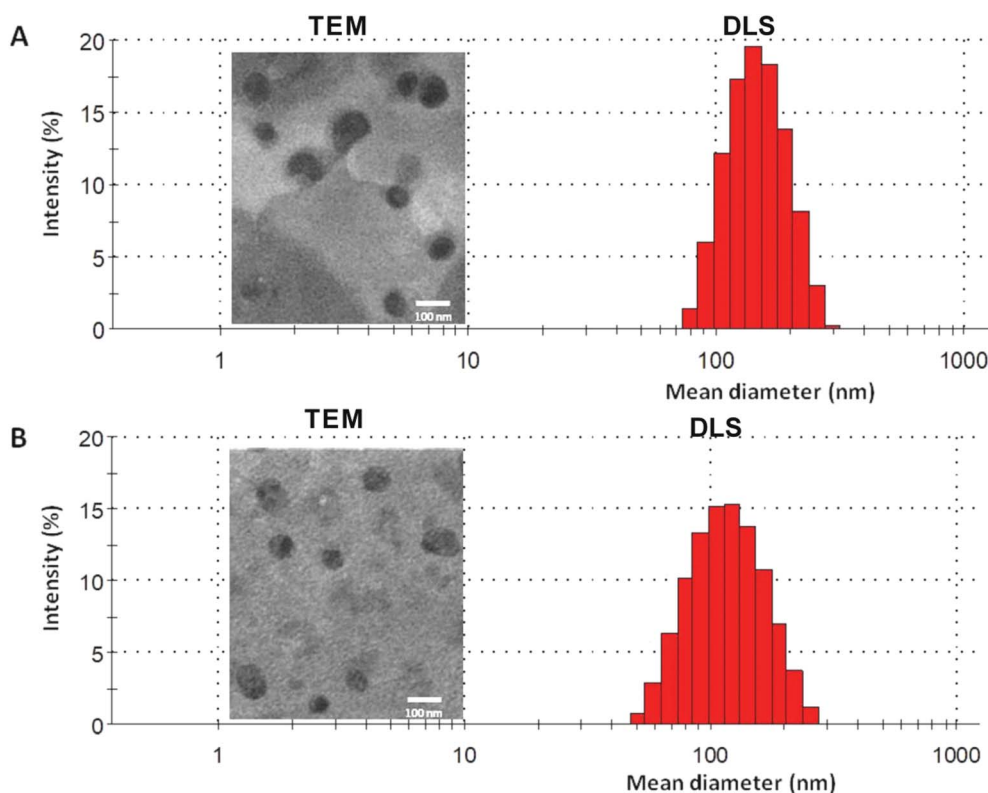 A
TEM
DLS
Intensity (%)
20
15
10
5
0
100 nm
1 10 100 1000
Mean diameter (nm)
B
TEM
DLS
Intensity (%)
20
15
10
5
0
100 nm
1 10 100 1000
Mean diameter (nm)